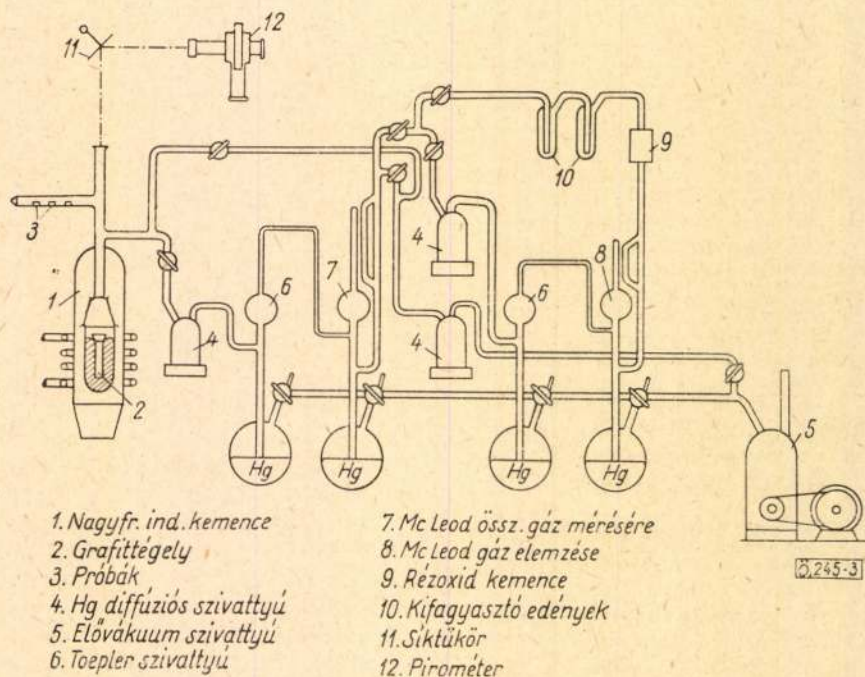 11
12
3
1
2
4
6
7
4
4
6
8
10
9
5
Hg
Hg
Hg
Hg
1. Nagyfr. ind. kemence
2. Grafittégely
3. Próbák
4. Hg diffúziós szivattyú
5. Elővákuum szivattyú
6. Toepler szivattyú
7. Mc Leod össz. gáz mérésére
8. Mc Leod gáz elemzése
9. Rézoxid kemence
10. Kifagyasztó edények
11. Síktükör
12. Pirométer
Ö.245-3